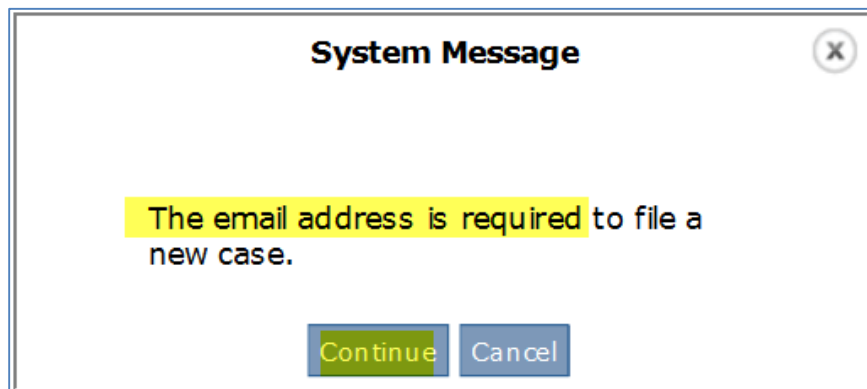 System Message
x
The email address is required to file a
new case.
Continue Cancel